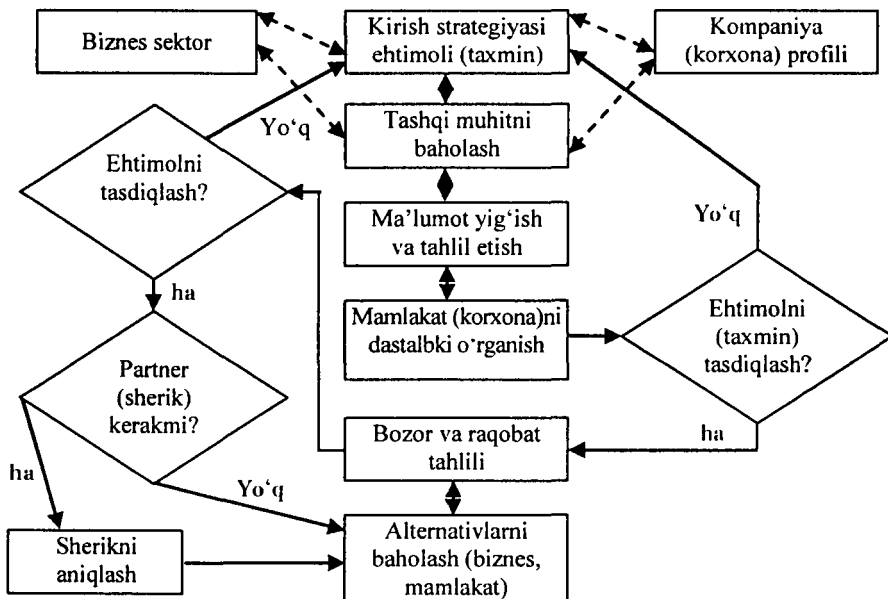 Biznes sektor
Kirish strategiyasi
ehtimoli (taxmin)
Kompaniya
(korxona) profili
Yo‘q
Tashqi muhitni
baholash
Ehtimolni
tasdiqlash?
Ma’lumot yig‘ish
va tahlil etish
Yo‘q
ha
Mamlakat (korxona)ni
dastalbki o‘rganish
Ehtimolni
(taxmin)
tasdiqlash?
Partner
(sherik)
kerakmi?
Bozor va raqobat
tahlili
ha
ha
Yo‘q
Sherikni
aniqlash
Alternativlarni
baholash (biznes,
mamlakat)